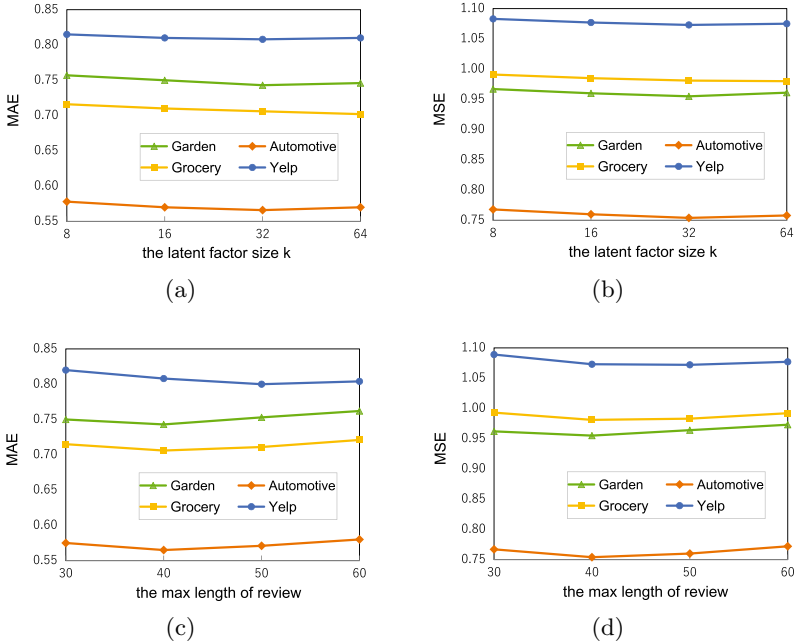 0.85
0.80
0.75
0.70
0.65
0.60
0.55
MAE
Garden Automotive
Grocery Yelp
8 16 32 64
the latent factor size k
(a)
1.10
1.05
1.00
0.95
0.90
0.85
0.80
0.75
MSE
Garden Automotive
Grocery Yelp
8 16 32 64
the latent factor size k
(b)
0.85
0.80
0.75
0.70
0.65
0.60
0.55
MAE
Garden Automotive
Grocery Yelp
30 40 50 60
the max length of review
(c)
1.10
1.05
1.00
0.95
0.90
0.85
0.80
0.75
MSE
Garden Automotive
Grocery Yelp
30 40 50 60
the max length of review
(d)